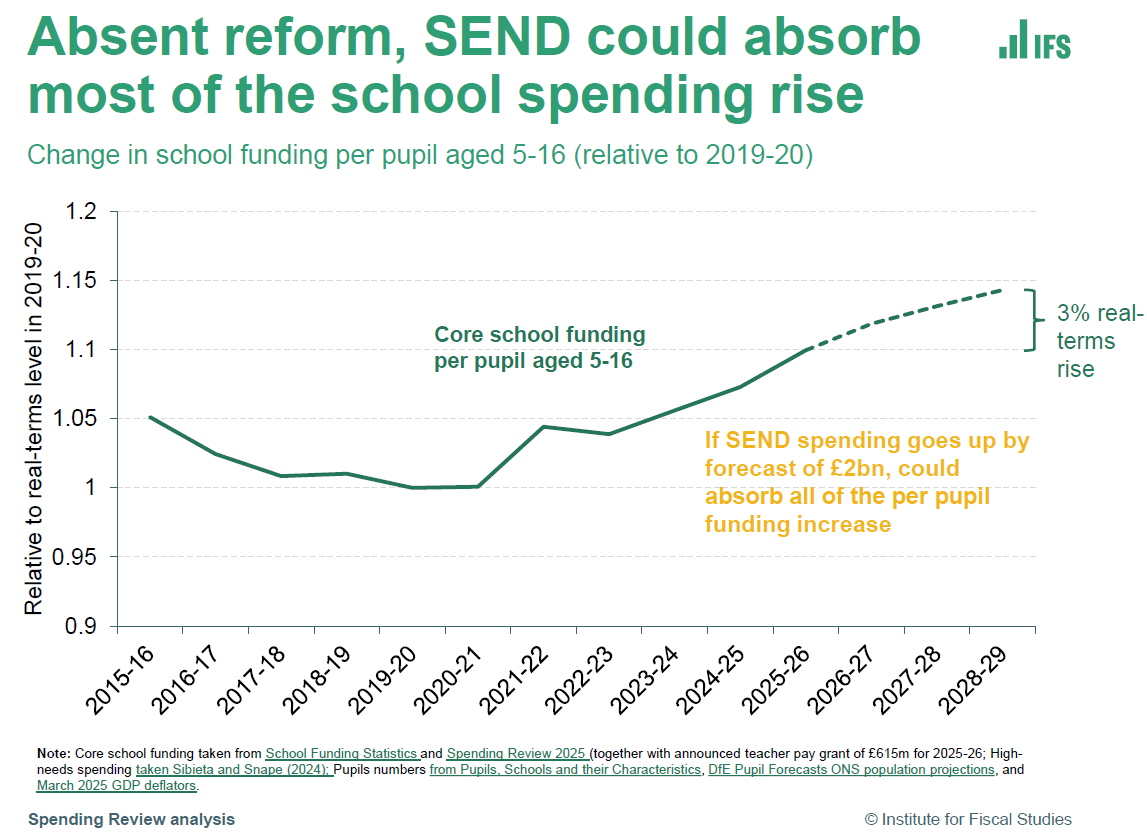 Absent reform, SEND could absorb
most of the school spending rise
IFS
Change in school funding per pupil aged 5-16 (relative to 2019-20)
Relative to real-terms level in 2019-20
1.2
1.15
1.1
1.05
1
0.95
0.9
Core school funding
per pupil aged 5-16
3% real-
terms
rise
If SEND spending goes up by
forecast of £2bn, could
absorb all of the per pupil
funding increase
2015-16
2016-17
2017-18
2018-19
2019-20
2020-21
2021-22
2022-23
2023-24
2024-25
2025-26
2026-27
2027-28
2028-29
Note: Core school funding taken from School Funding Statistics and Spending Review 2025 (together with announced teacher pay grant of £615m for 2025-26; High-
needs spending taken Sibieta and Snape (2024); Pupils numbers from Pupils, Schools and their Characteristics, DfE Pupil Forecasts ONS population projections, and
March 2025 GDP deflators.
Spending Review analysis
© Institute for Fiscal Studies